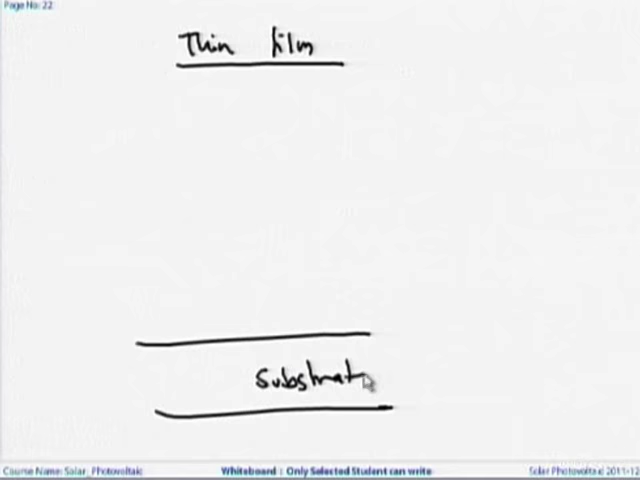 Page No: 22
Thin film
Substrat
Course Name: Solar_Photovoltaic Whiteboard : Only Selected Student can write Solar Photovoltaic 2011-12